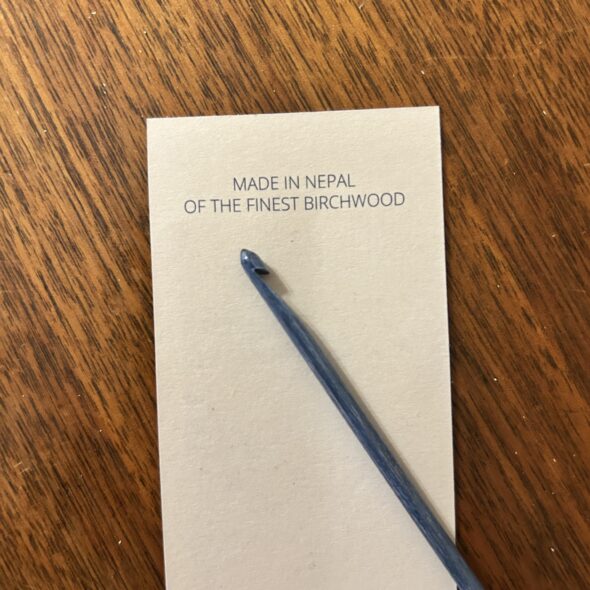 MADE IN NEPAL
OF THE FINEST BIRCHWOOD